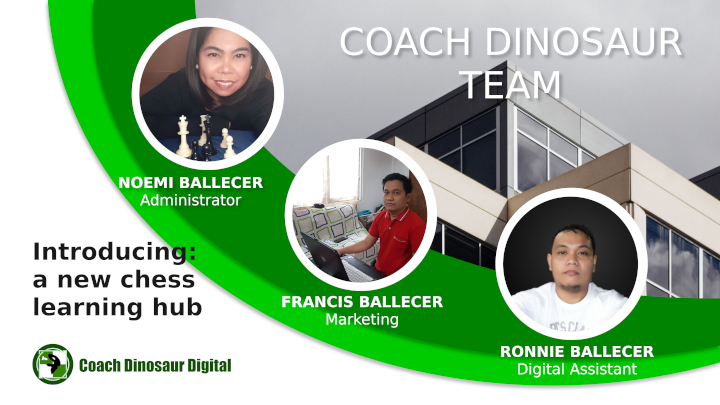 COACH DINOSAUR
TEAM
NOEMI BALLECER
Administrator
FRANCIS BALLECER
Marketing
RONNIE BALLECER
Digital Assistant
Introducing:
a new chess
learning hub
Coach Dinosaur Digital